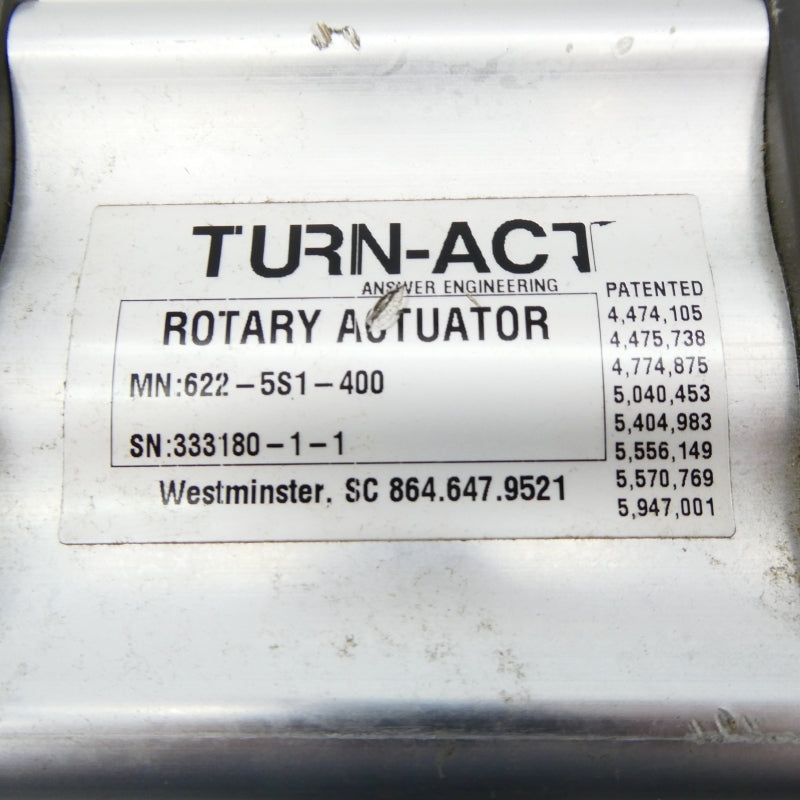 TURN-ACT
ANSWER ENGINEERING
ROTARY ACTUATOR
MN:622-5S1-400
SN:333180-1-1
Westminster, SC 864.647.9521
PATENTED
4,474,105
4,475,738
4,774,875
5,040,453
5,404,983
5,556,149
5,570,769
5,947,001